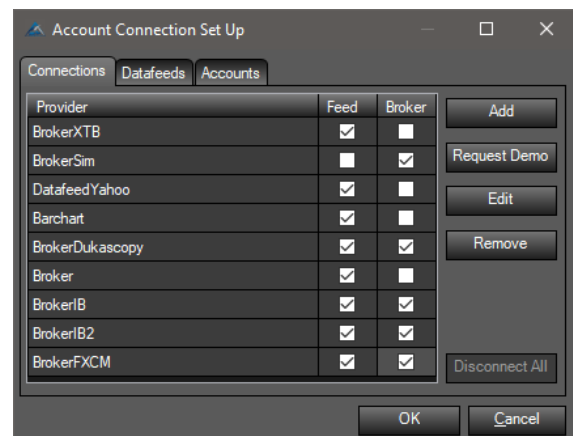 Account Connection Set Up
Connections Datafeeds Accounts
Provider Feed Broker
BrokerXTB
BrokerSim
DatafeedYahoo
Barchart
BrokerDukascopy
Broker
BrokerIB
BrokerIB2
BrokerFXCM
Add
Request Demo
Edit
Remove
Disconnect All
OK Cancel